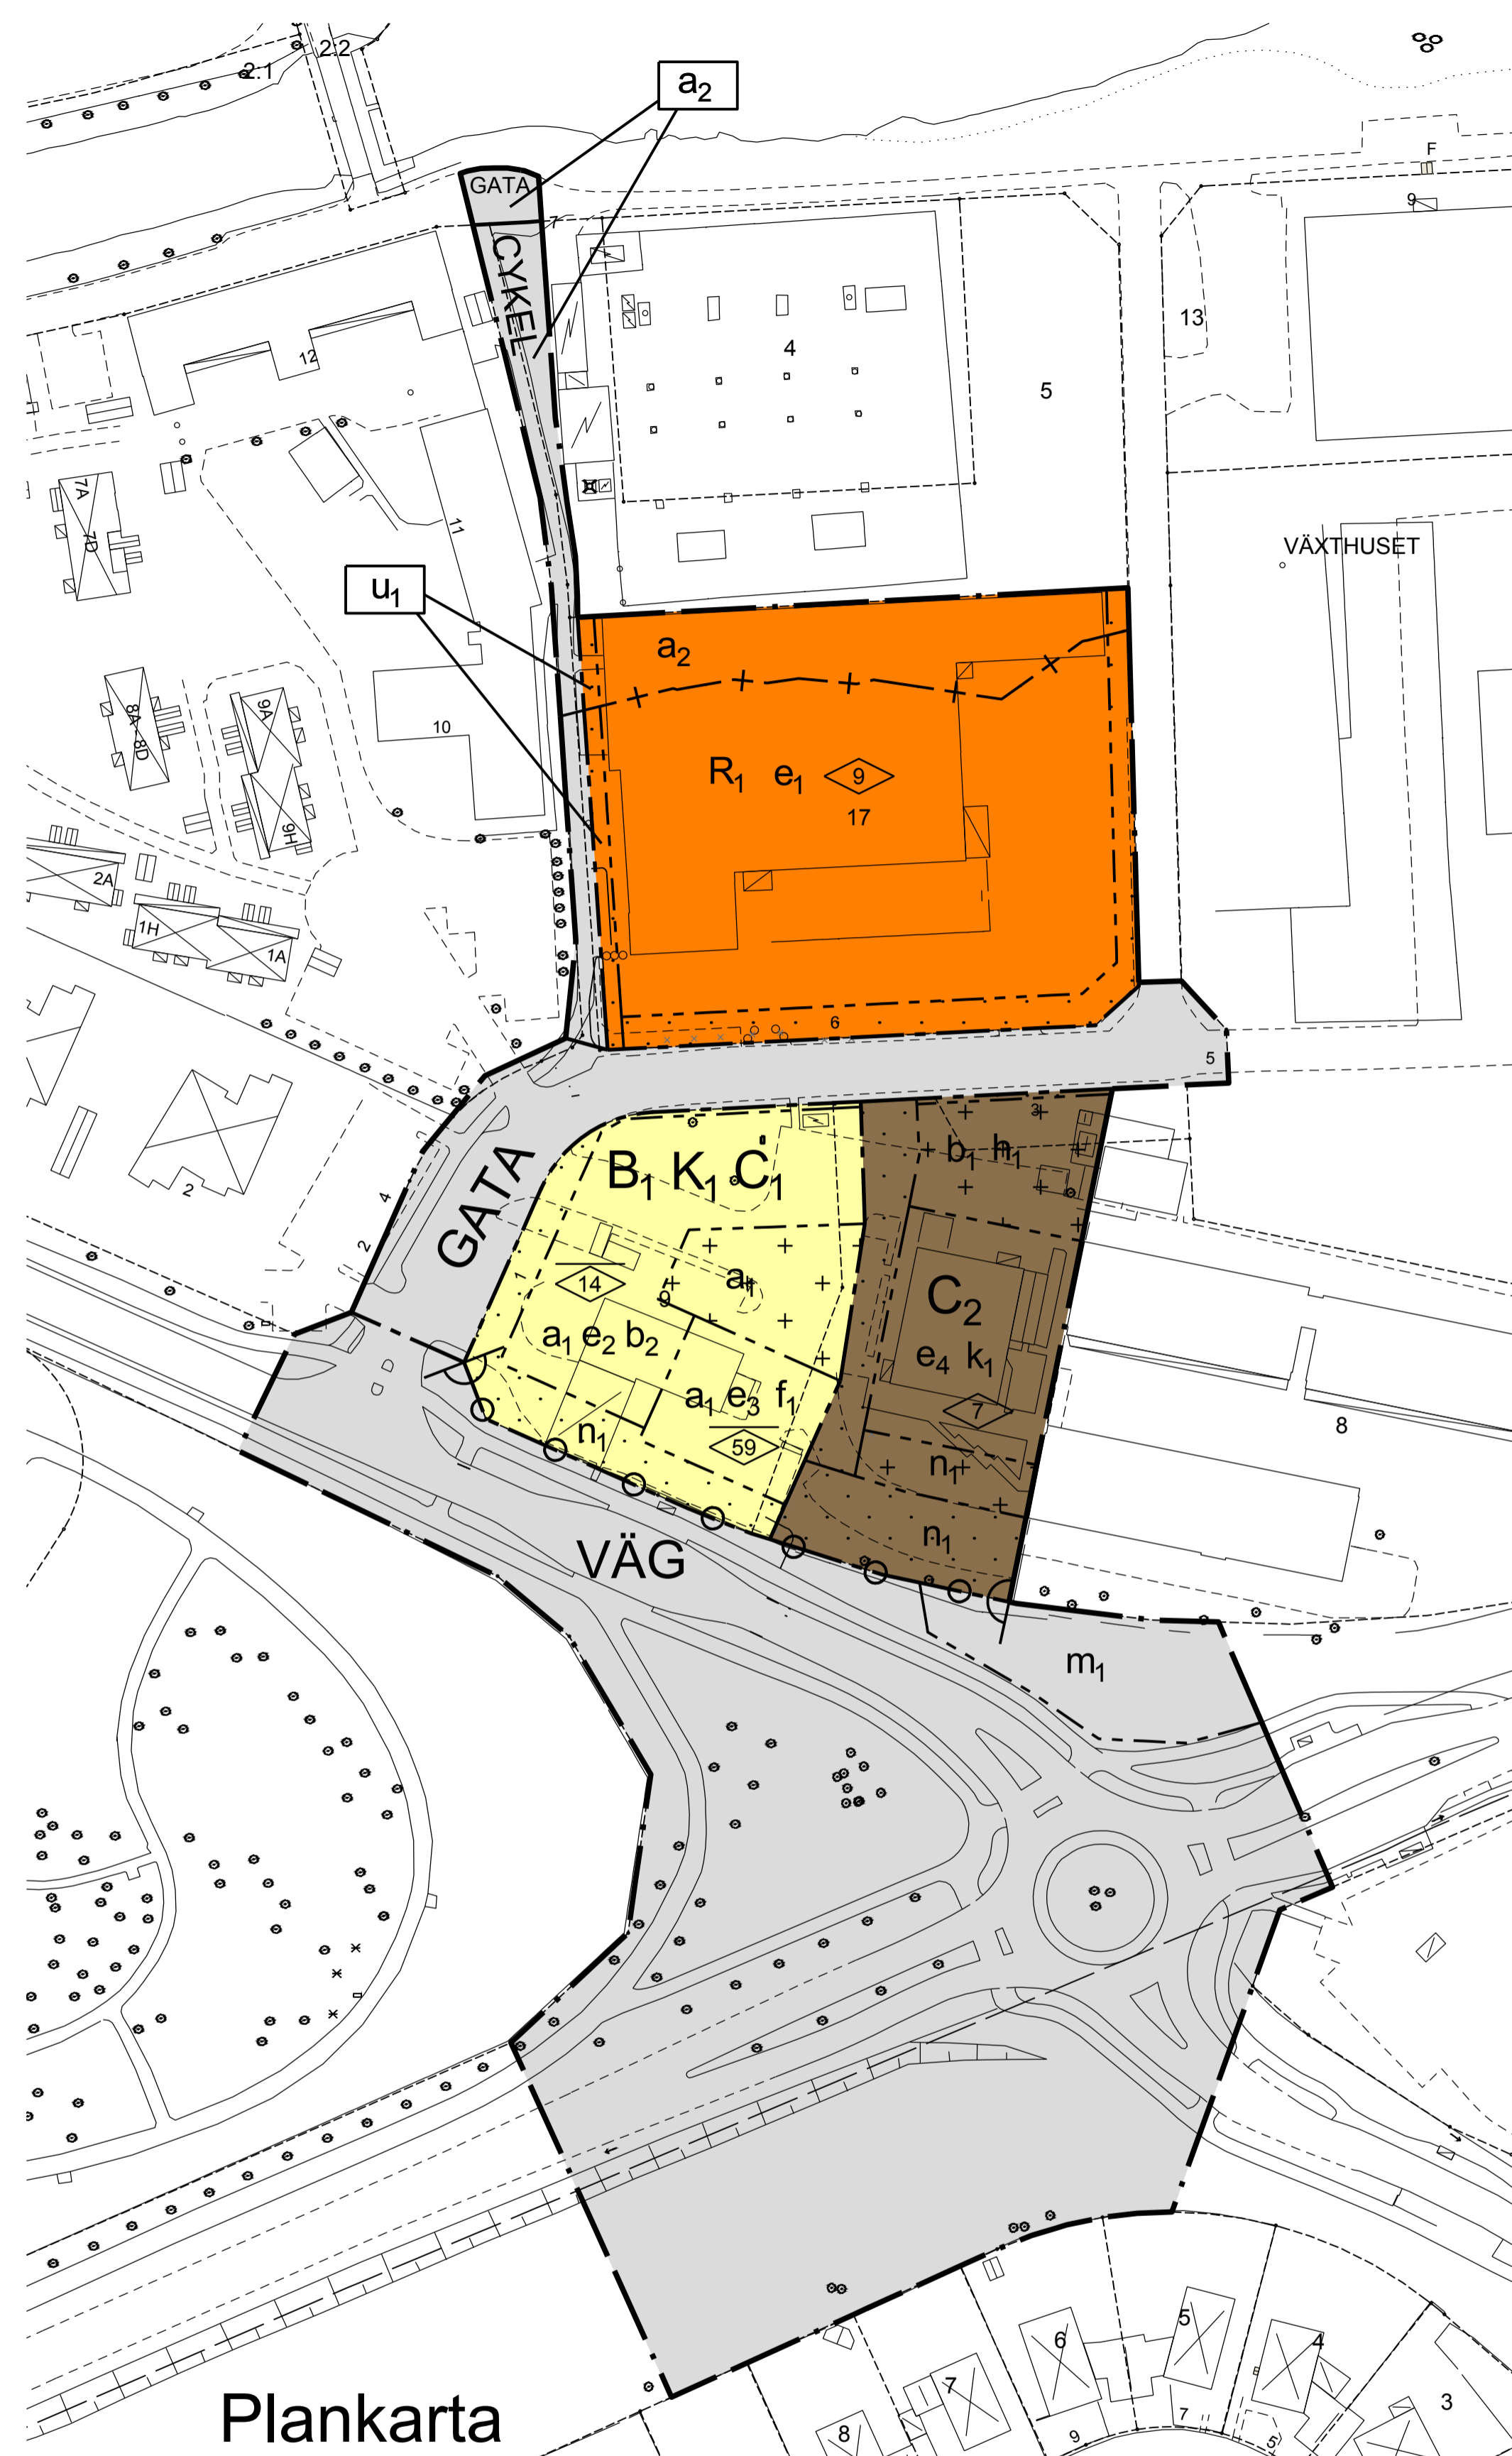 2:2
2:1
a2
F
GATA
7
9
CYKEL
13
12
4
5
7A
7D
11
VÄXTHUSET
u1
a2
8A
8D
9A
10
R1 e1 9
17
9H
2A
1H
1A
6
5
3
B1 K1 C1
b1 h1
GATA
2
4
2
14
a1
9
C2
a1 e2 b2
e4 k1
a1 e3 f1
7
8
n1
59
n1
n1
VÄG
m1
6
5
4
7
3
8
9
7
5
Plankarta